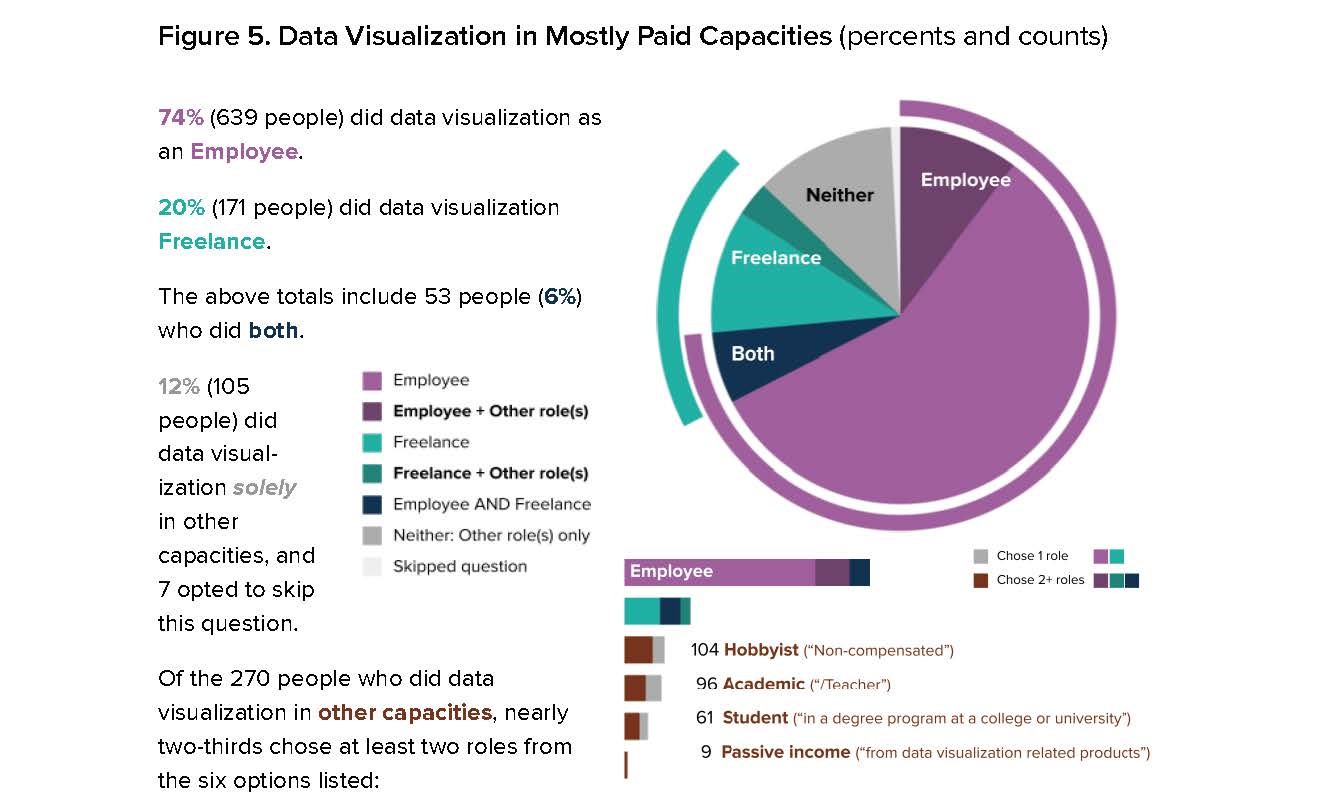 Figure 5. Data Visualization in Mostly Paid Capacities (percents and counts)
74% (639 people) did data visualization as
an Employee.
20% (171 people) did data visualization
Freelance.
The above totals include 53 people (6%)
who did both.
12% (105
people) did
data visual-
ization solely
in other
capacities, and
7 opted to skip
this question.
Of the 270 people who did data
visualization in other capacities, nearly
two-thirds chose at least two roles from
the six options listed:
Employee
Employee + Other role(s)
Freelance
Freelance + Other role(s)
Employee AND Freelance
Neither: Other role(s) only
Skipped question
Employee
Neither
Freelance
Both
Chose 1 role
Chose 2+ roles
Employee
104 Hobbyist (“Non-compensated”)
96 Academic (“/Teacher”)
61 Student (“in a degree program at a college or university”)
9 Passive income (“from data visualization related products”)